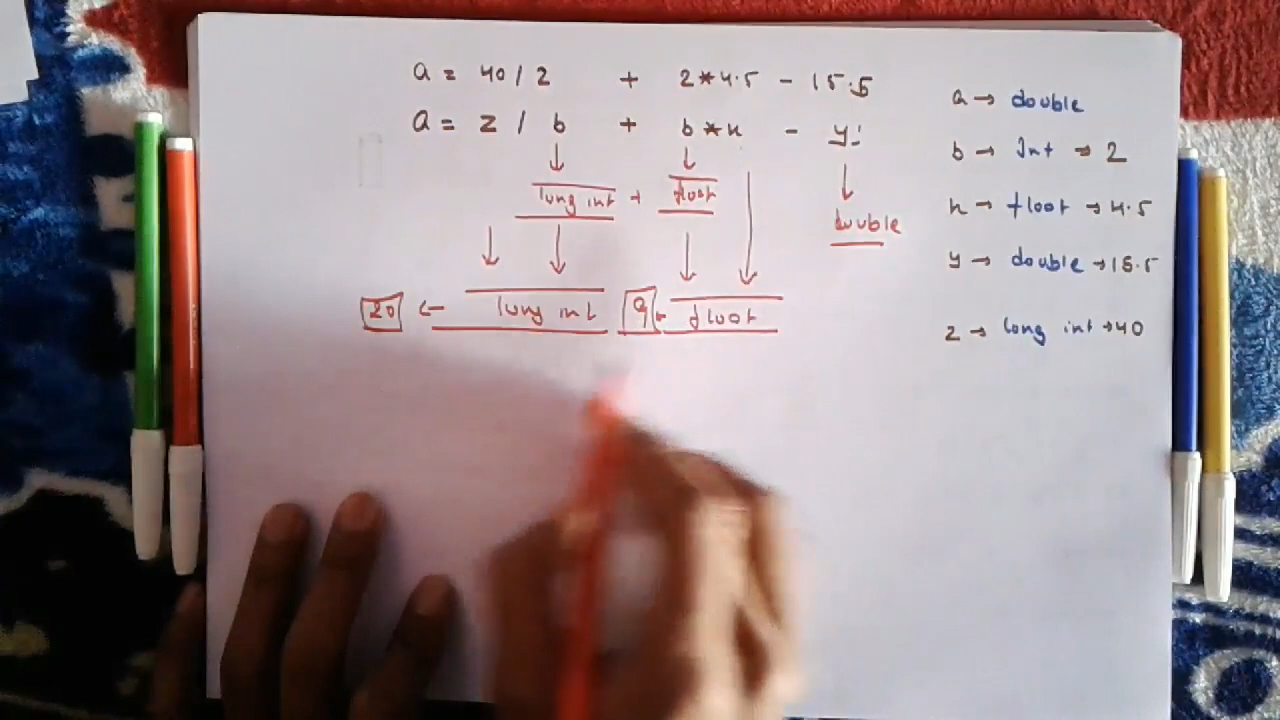 a = 40 / 2 + 2*4.5 - 15.5
a = z / b + b*x - y;
long int + float
double
20 ← long int 9 ← float
a → double
b → Int → 2
x → float → 4.5
y → double → 15.5
z → long int → 40